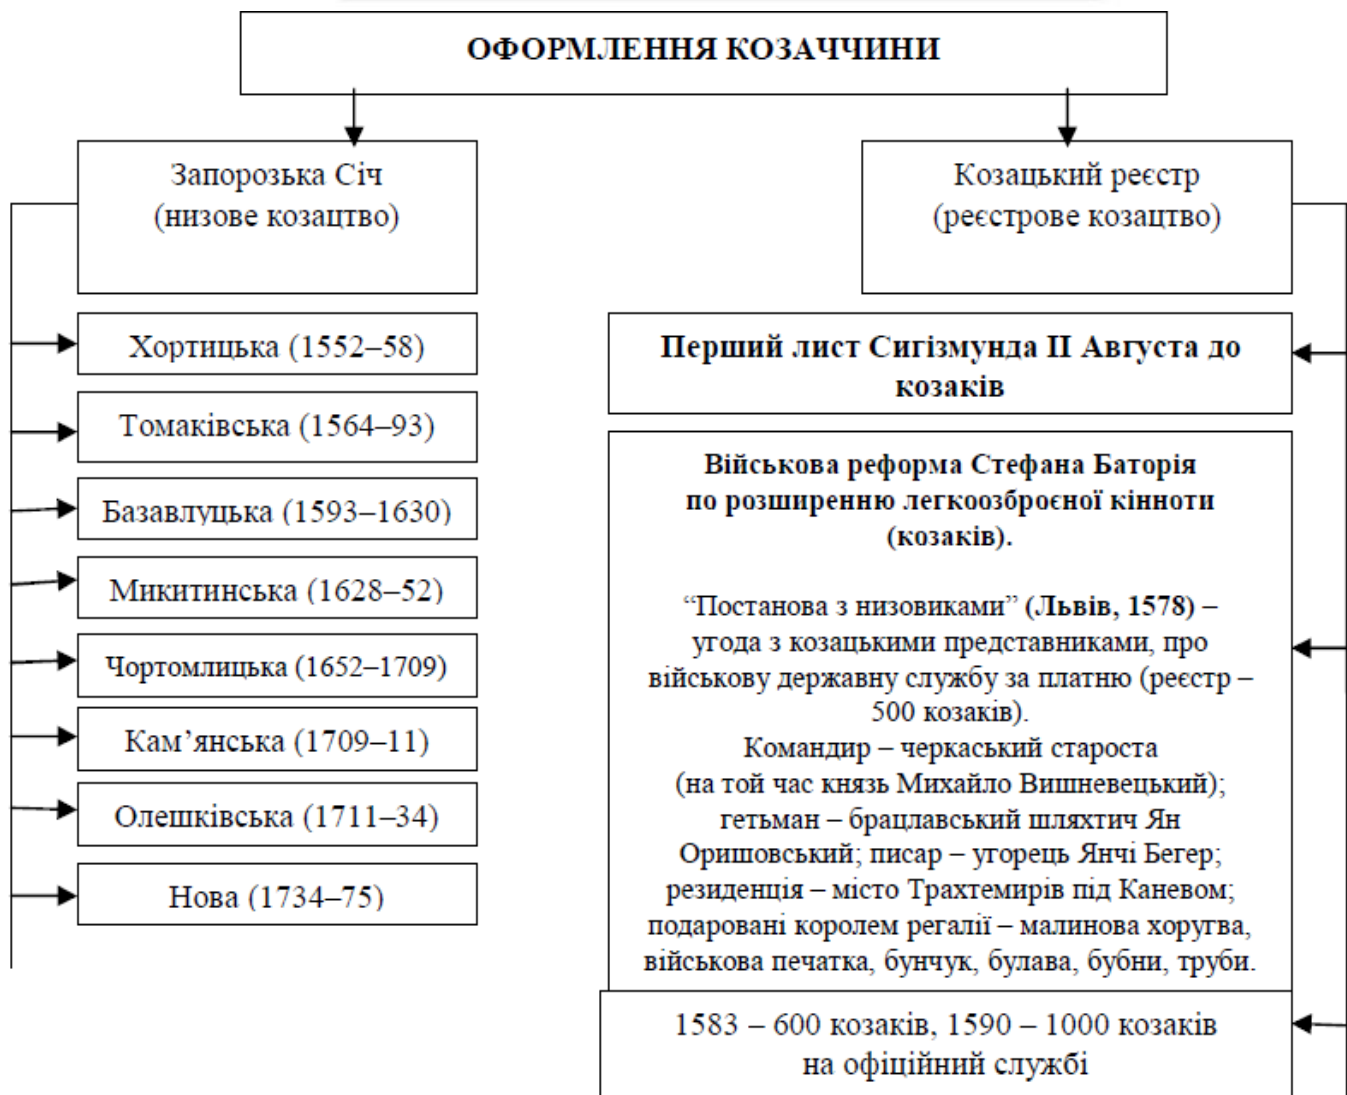 ОФОРМЛЕННЯ КОЗАЧЧИНИ
Запорозька Січ
(низове козацтво)
Хортицька (1552–58)
Томаківська (1564–93)
Базавлуцька (1593–1630)
Микитинська (1628–52)
Чортомлицька (1652–1709)
Кам’янська (1709–11)
Олешківська (1711–34)
Нова (1734–75)
Козацький реєстр
(реєстрове козацтво)
Перший лист Сигізмунда II Августа до
козаків
Військова реформа Стефана Баторія
по розширенню легкоозброєної кінноти
(козаків).
“Постанова з низовиками” (Львів, 1578) –
угода з козацькими представниками, про
військову державну службу за платню (реєстр –
500 козаків).
Командир – черкаський староста
(на той час князь Михайло Вишневецький);
гетьман – брацлавський шляхтич Ян
Оришовський; писар – угорець Янчі Бегер;
резиденція – місто Трахтемирів під Каневом;
подаровані королем регалії – малинова хоругва,
військова печатка, бунчук, булава, бубни, труби.
1583 – 600 козаків, 1590 – 1000 козаків
на офіційний службі